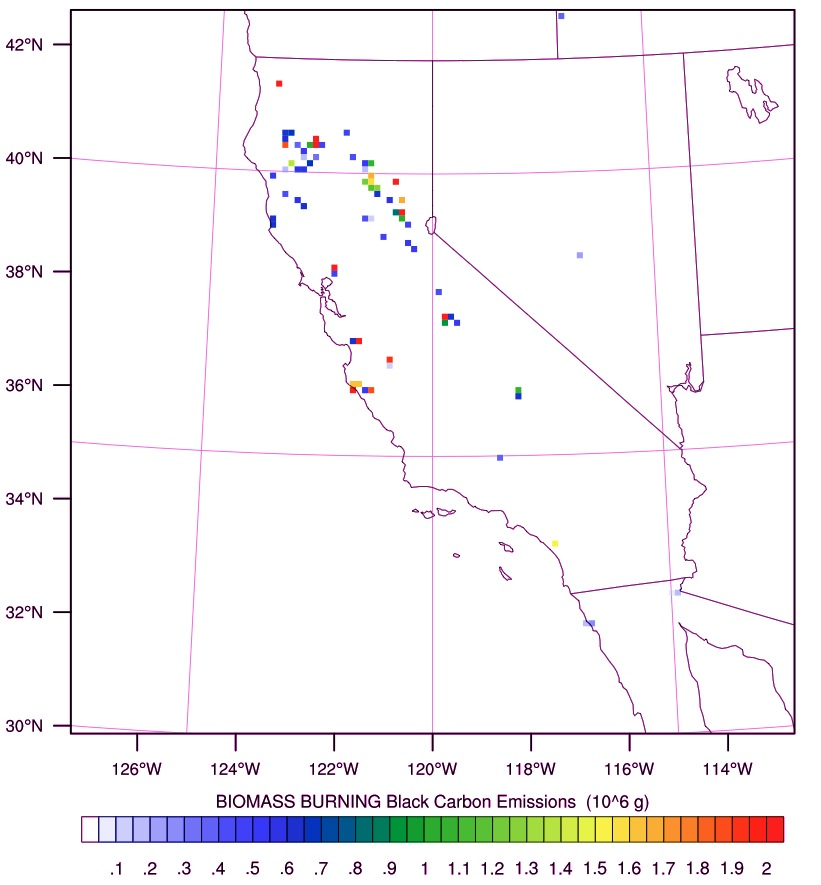 42°N
40°N
38°N
36°N
34°N
32°N
30°N
126°W 124°W 122°W 120°W 118°W 116°W 114°W
BIOMASS BURNING Black Carbon Emissions (10^6 g)
.1 .2 .3 .4 .5 .6 .7 .8 .9 1 1.1 1.2 1.3 1.4 1.5 1.6 1.7 1.8 1.9 2